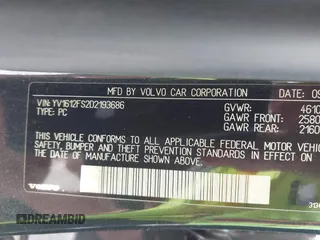 MFD BY VOLVO CAR CORPORATION DATE 09
VIN: YV1612FS2D2193686
TYPE: PC
GVWR: 4610
GAWR FRONT: 2580
GAWR REAR: 2160
THIS VEHICLE CONFORMS TO ALL APPLICABLE FEDERAL MOTOR VEHIC
SAFETY, BUMPER AND THEFT PREVENTION STANDARDS IN EFFECT ON
DATE OF MANUFACTURE SHOWN ABOVE.
VOLVO
DREAMBID